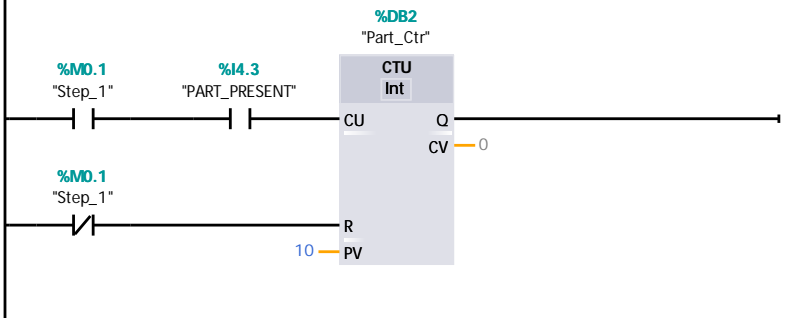 %DB2
"Part_Ctr"
%M0.1
"Step_1"
%I4.3
"PART_PRESENT"
CTU
Int
CU
Q
CV
0
%M0.1
"Step_1"
R
10
PV